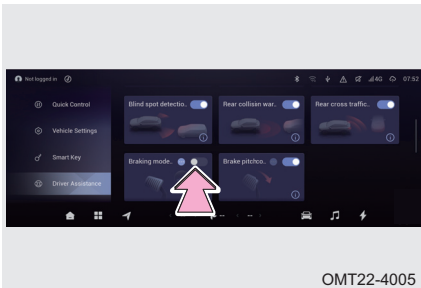 Not logged in
4G
07:52
Quick Control
Vehicle Settings
Smart Key
Driver Assistance
Blind spot detectio..
Rear collision war..
Rear cross traffic..
Braking mode..
Brake pitchco..
OMT22-4005